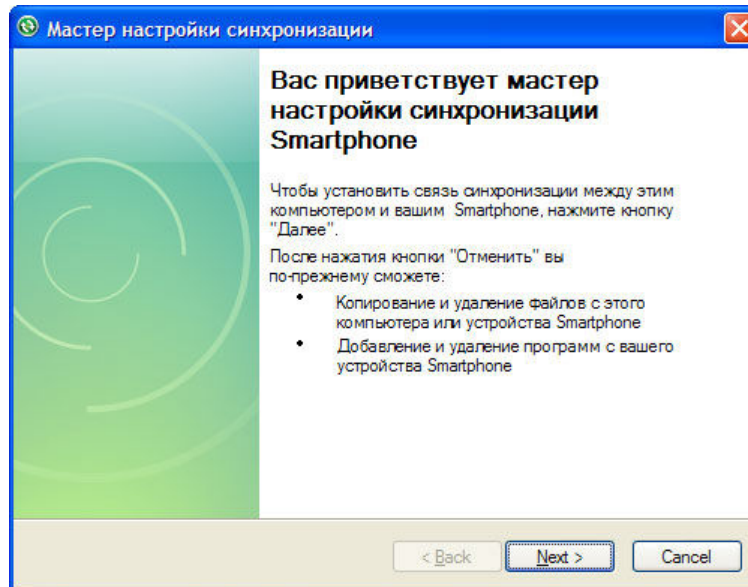 Мастер настройки синхронизации
Вас приветствует мастер
настройки синхронизации
Smartphone
Чтобы установить связь синхронизации между этим
компьютером и вашим Smartphone, нажмите кнопку
"Далее".
После нажатия кнопки "Отменить" вы
по-прежнему сможете:
• Копирование и удаление файлов с этого
компьютера или устройства Smartphone
• Добавление и удаление программ с вашего
устройства Smartphone
< Back Next > Cancel